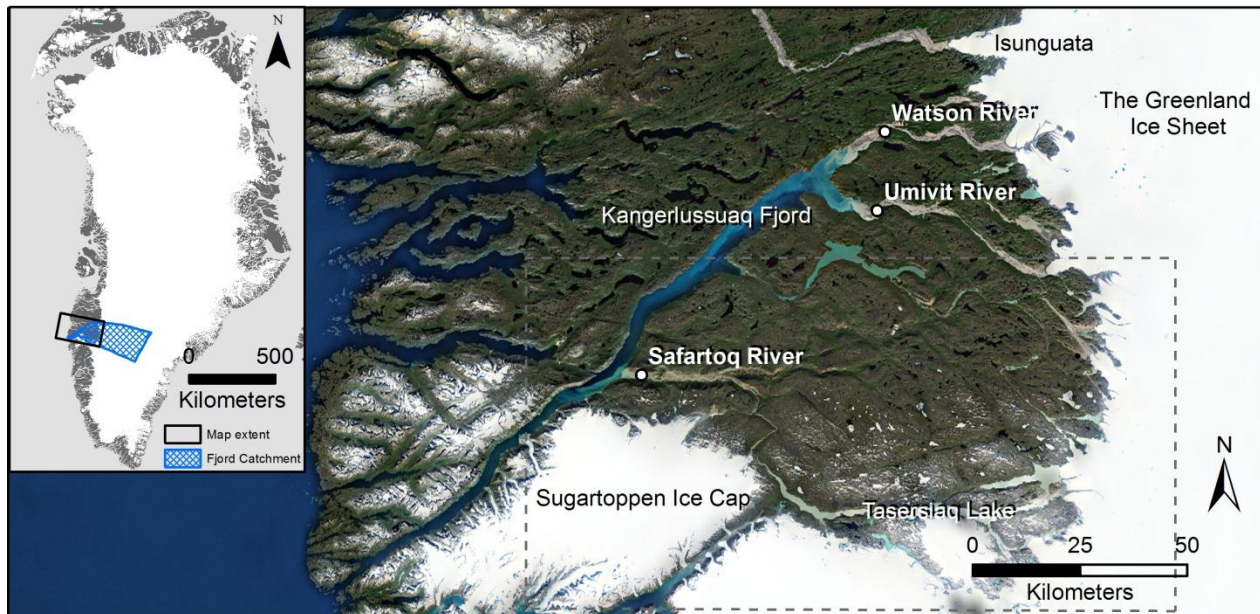 N
0 500
Kilometers
Map extent
Fjord Catchment
Isunguata
The Greenland
Ice Sheet
Watson River
Umivit River
Kangerlussuaq Fjord
Safartoq River
Sugartoppen Ice Cap
Tasersiaq Lake
N
0 25 50
Kilometers